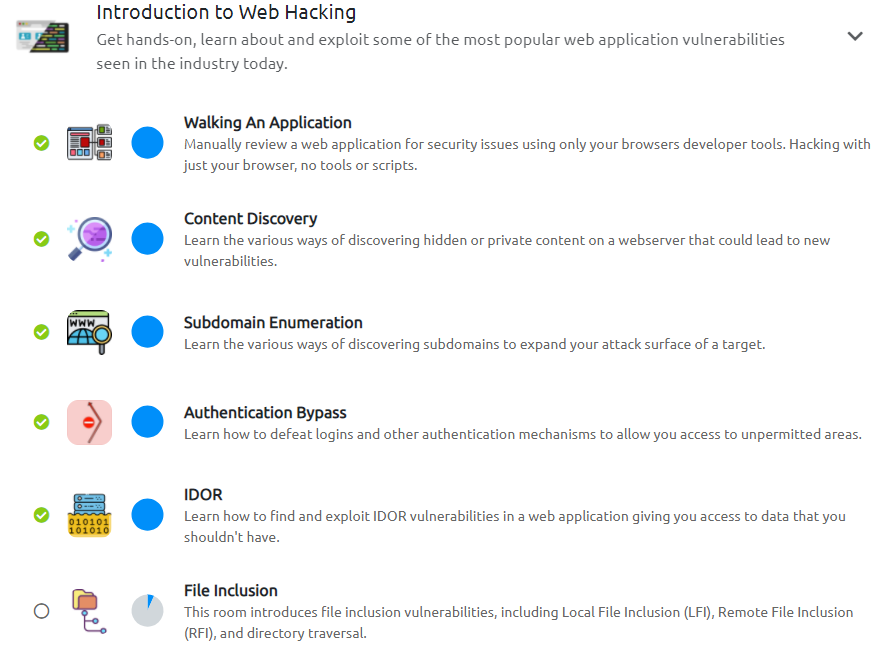 Introduction to Web Hacking
Get hands-on, learn about and exploit some of the most popular web application vulnerabilities
seen in the industry today.
Walking An Application
Manually review a web application for security issues using only your browsers developer tools. Hacking with
just your browser, no tools or scripts.
Content Discovery
Learn the various ways of discovering hidden or private content on a webserver that could lead to new
vulnerabilities.
WWW
Subdomain Enumeration
Learn the various ways of discovering subdomains to expand your attack surface of a target.
Authentication Bypass
Learn how to defeat logins and other authentication mechanisms to allow you access to unpermitted areas.
IDOR
010101
101010
Learn how to find and exploit IDOR vulnerabilities in a web application giving you access to data that you
shouldn't have.
File Inclusion
This room introduces file inclusion vulnerabilities, including Local File Inclusion (LFI), Remote File Inclusion
(RFI), and directory traversal.